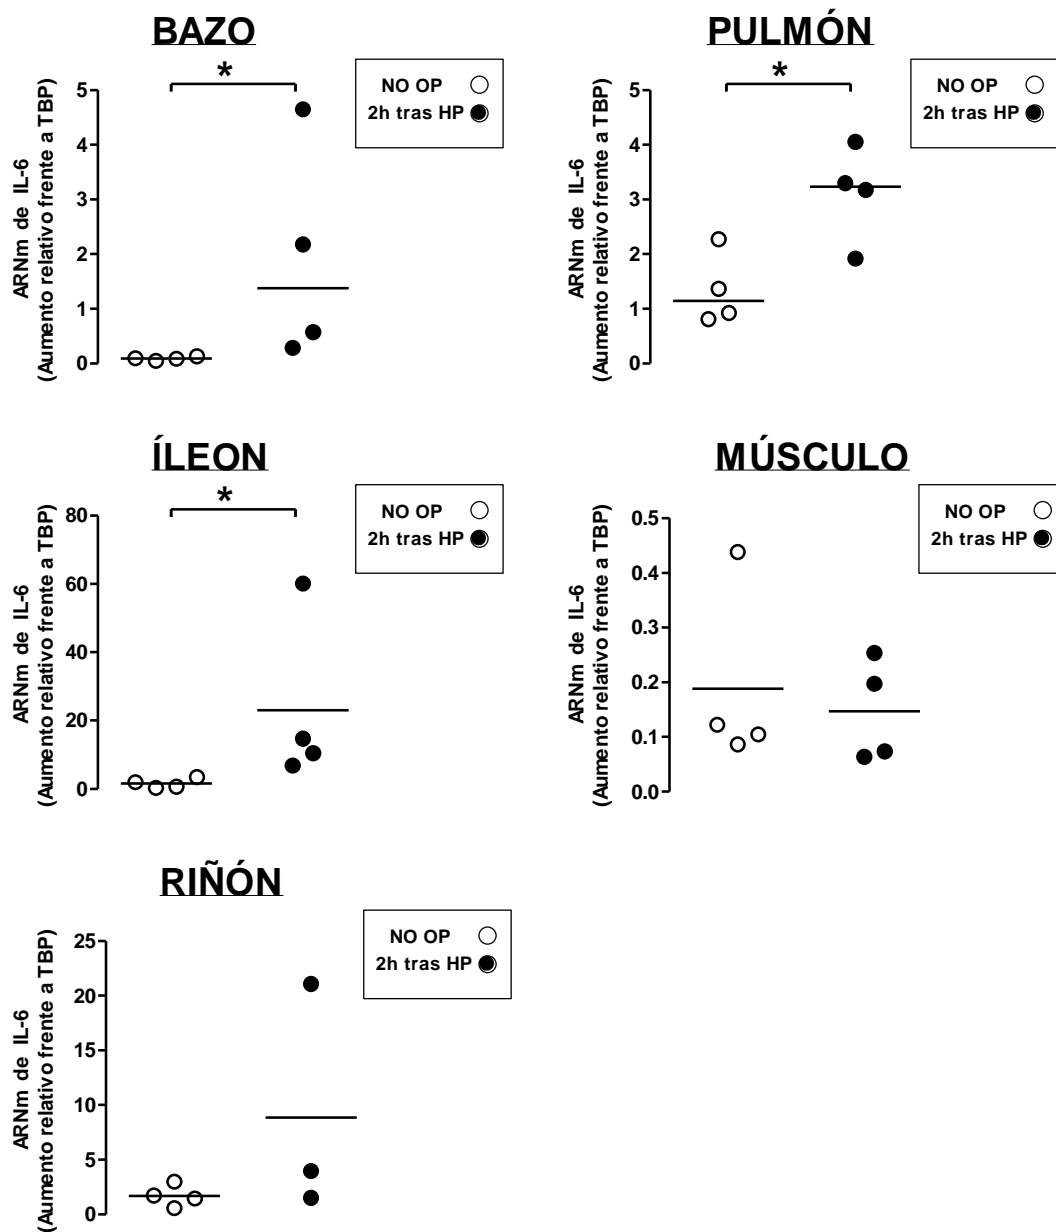 BAZO
*
NO OP
2h tras HP
ARNm de IL-6
(Aumento relativo frente a TBP)
5
4
3
2
1
0
PULMÓN
*
NO OP
2h tras HP
ARNm de IL-6
(Aumento relativo frente a TBP)
5
4
3
2
1
0
ÍLEON
*
NO OP
2h tras HP
ARNm de IL-6
(Aumento relativo frente a TBP)
80
60
40
20
0
MÚSCULO
NO OP
2h tras HP
ARNm de IL-6
(Aumento relativo frente a TBP)
0.5
0.4
0.3
0.2
0.1
0.0
RIÑÓN
NO OP
2h tras HP
ARNm de IL-6
(Aumento relativo frente a TBP)
25
20
15
10
5
0